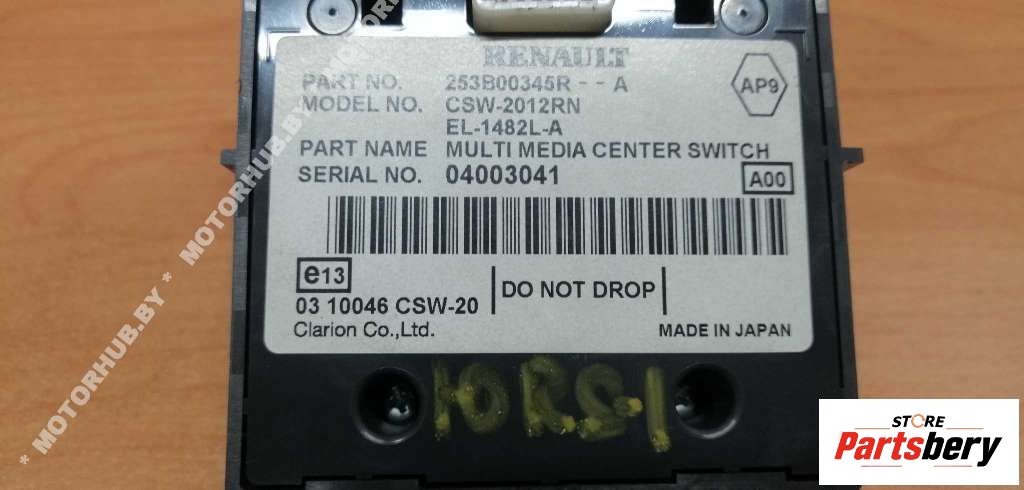 RENAULT
PART NO. 253B00345R - - A
AP9
MODEL NO. CSW-2012RN
EL-1482L-A
PART NAME MULTI MEDIA CENTER SWITCH
SERIAL NO. 04003041
A00
e13
03 10046 CSW-20
DO NOT DROP
Clarion Co.,Ltd.
MADE IN JAPAN
* MOTORHUB.BY * MOTORHUB.BY
STORE
Partsbery